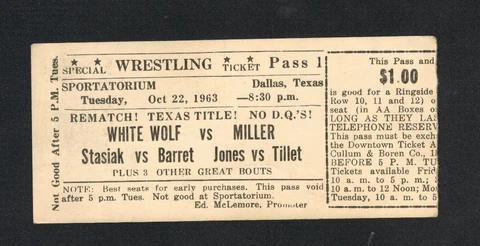 Not Good After 5 P.M. Tues.
SPECIAL WRESTLING TICKET Pass 1
SPORTATORIUM Dallas, Texas
Tuesday, Oct 22, 1963 —8:30 p.m.
REMATCH! TEXAS TITLE! NO D.Q.'S!
WHITE WOLF vs MILLER
Stasiak vs Barret Jones vs Tillet
PLUS 3 OTHER GREAT BOUTS
NOTE: Best seats for early purchases. This pass void
after 5 p.m. Tues. Not good at Sportatorium.
Ed. McLemore, Promoter
This Pass and
$1.00
is good for a Ringside
Row 10, 11 and 12) o
seat (in AA Boxes o
LONG AS THEY LAS
TELEPHONE RESERV
This pass must be exch
the Downtown Ticket A
Cullum & Boren Co., 1
BEFORE 5 P. M. TU
Tickets available Frid
10 a. m. to 5 p. m.;
10 a. m. to 12 Noon; Mo
Tuesday, 10 a. m. to 5